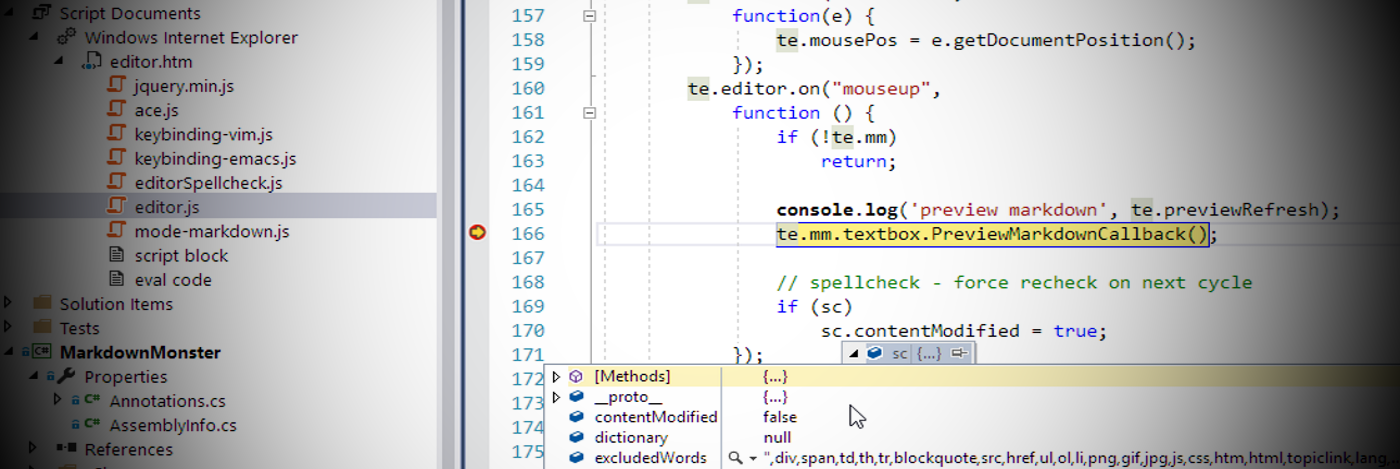 Script Documents
Windows Internet Explorer
editor.htm
jquery.min.js
ace.js
keybinding-vim.js
keybinding-emacs.js
editorSpellcheck.js
editor.js
mode-markdown.js
script block
eval code
Solution Items
Tests
C# MarkdownMonster
Properties
C# Annotations.cs
C# AssemblyInfo.cs
References
157 function(e) {
158 te.mousePos = e.getDocumentPosition();
159 });
160 te.editor.on("mouseup",
161 function () {
162 if (!te.mm)
163 return;
164
165 console.log('preview markdown', te.previewRefresh);
166 te.mm.textbox.PreviewMarkdownCallback();
167
168 // spellcheck - force recheck on next cycle
169 if (sc)
170 sc.contentModified = true;
171 });
sc {...}
172
173
174
175
[Methods] {...}
__proto__ {...}
contentModified false
dictionary null
excludedWords ",div,span,td,th,tr,blockquote,src,href,ul,ol,li,png,gif,jpg,js,css,htm,html,topiclink,lang